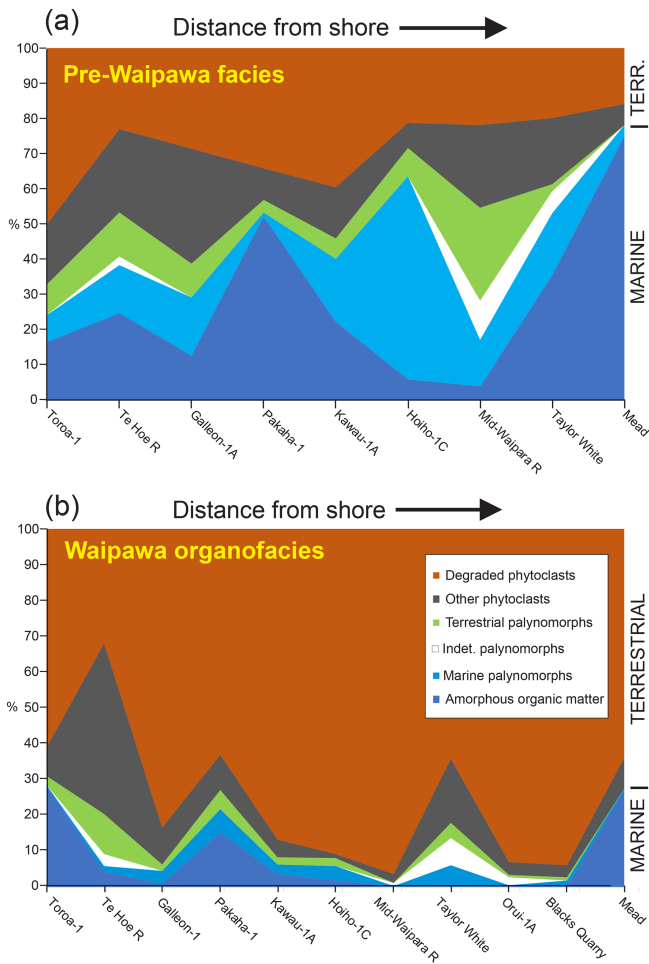 (a)
Distance from shore
Pre-Waipawa facies
100
90
80
70
60
%
50
40
30
20
10
0
TERR.
MARINE
Toroa-1
Te Hoe R
Galleon-1A
Pakaha-1
Kawau-1A
Hoiho-1C
Mid-Waipara R
Taylor White
Mead
(b)
Distance from shore
Waipawa organofacies
100
90
80
70
60
%
50
40
30
20
10
0
Degraded phytoclasts
Other phytoclasts
Terrestrial palynomorphs
Indet. palynomorphs
Marine palynomorphs
Amorphous organic matter
TERRESTRIAL
MARINE
Toroa-1
Te Hoe R
Galleon-1
Pakaha-1
Kawau-1A
Hoiho-1C
Mid-Waipara R
Taylor White
Orui-1A
Blacks Quarry
Mead